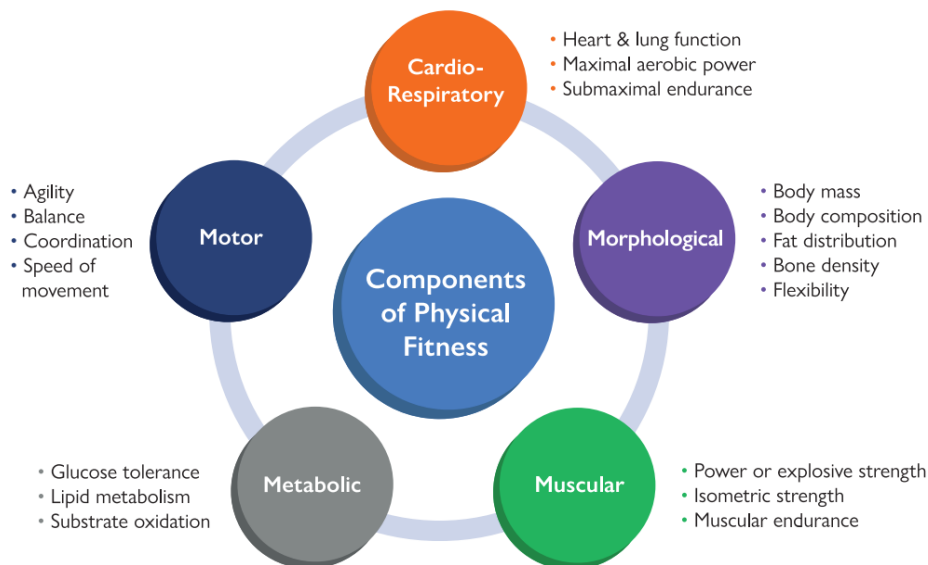 Cardio-
Respiratory
• Heart & lung function
• Maximal aerobic power
• Submaximal endurance
• Agility
• Balance
• Coordination
• Speed of
movement
Motor
Morphological
• Body mass
• Body composition
• Fat distribution
• Bone density
• Flexibility
Components
of Physical
Fitness
• Glucose tolerance
• Lipid metabolism
• Substrate oxidation
Metabolic
Muscular
• Power or explosive strength
• Isometric strength
• Muscular endurance